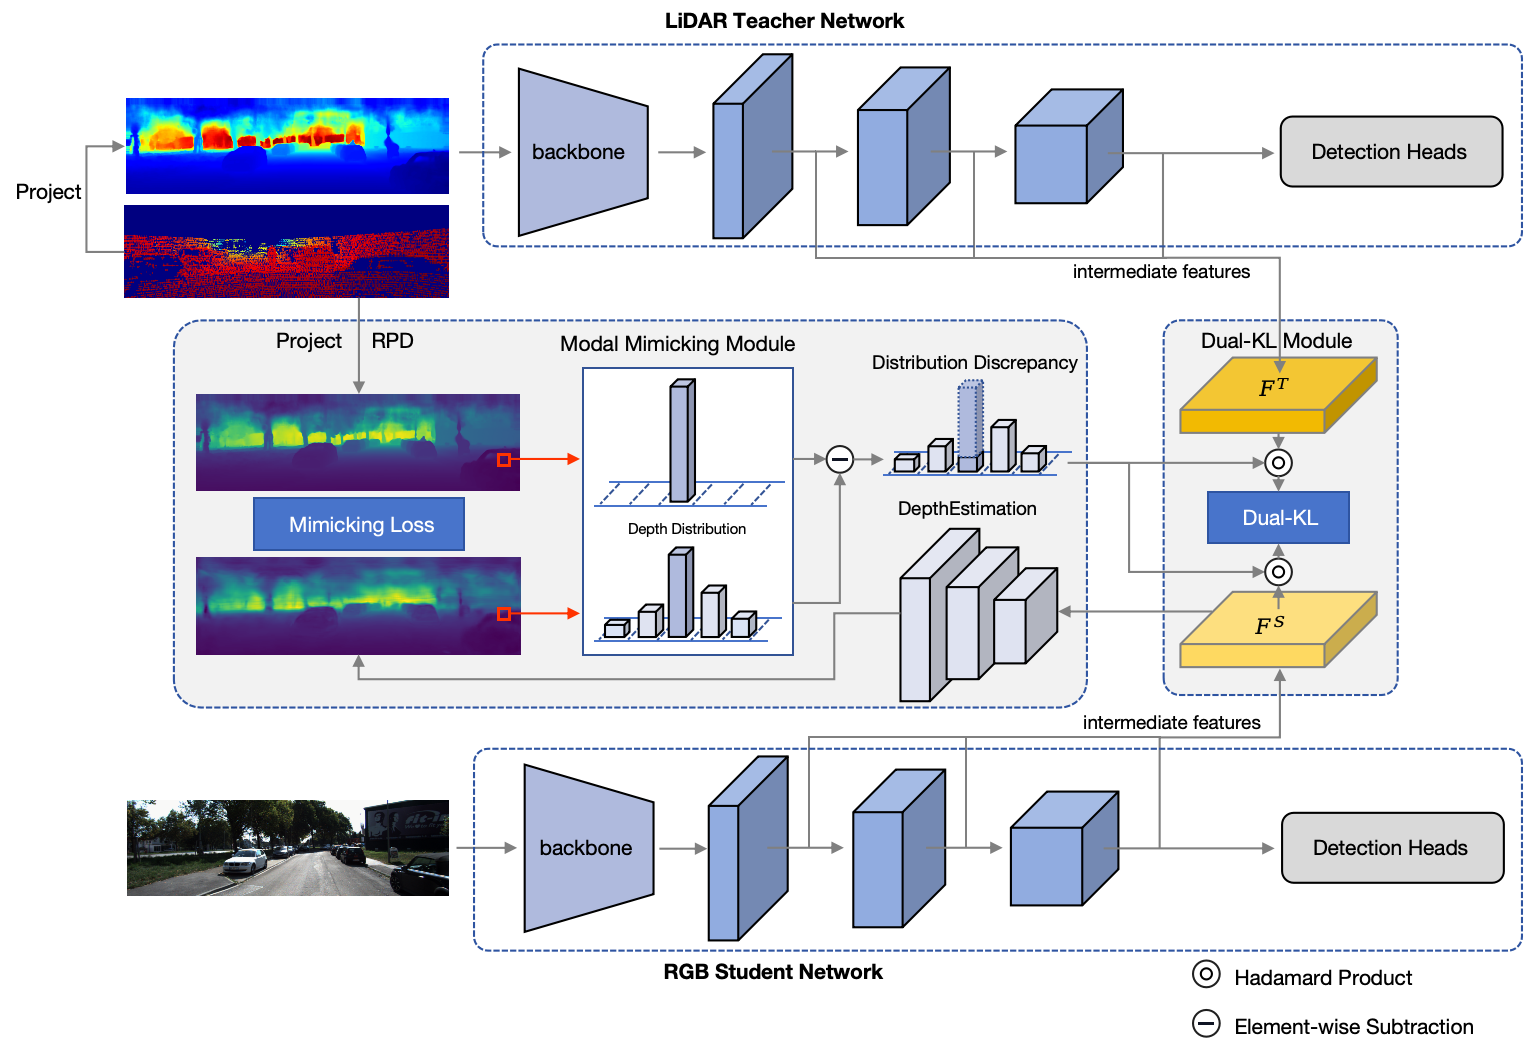 LiDAR Teacher Network
backbone
Detection Heads
Project
intermediate features
Project RPD
Modal Mimicking Module
Distribution Discrepancy
Dual-KL Module
F^T
Mimicking Loss
Depth Distribution
DepthEstimation
Dual-KL
F^S
intermediate features
backbone
Detection Heads
RGB Student Network
Hadamard Product
Element-wise Subtraction